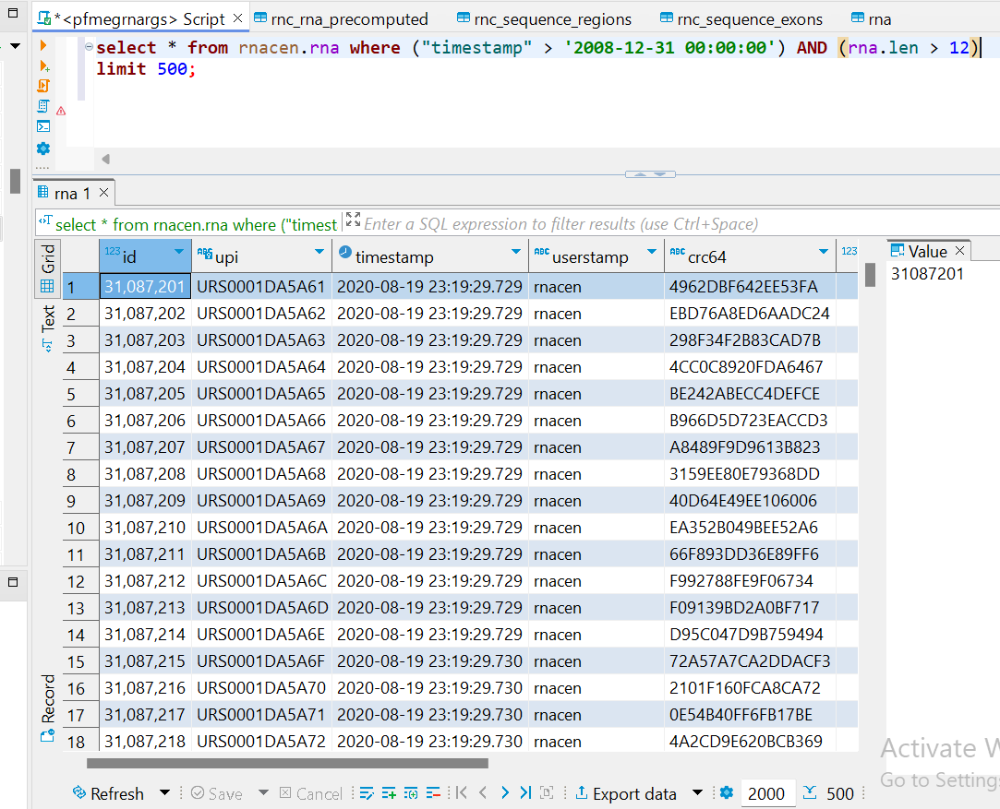 *<pfmegrnargs> Script
rnc_rna_precomputed
rnc_sequence_regions
rnc_sequence_exons
rna
select * from rnacen.rna where ("timestamp" > '2008-12-31 00:00:00') AND (rna.len > 12)
limit 500;
rna 1
select * from rnacen.rna where ("timest
Enter a SQL expression to filter results (use Ctrl+Space)
Grid
Text
Record
123 id ABC upi timestamp ABC userstamp ABC crc64 123
1 31,087,201 URS0001DA5A61 2020-08-19 23:19:29.729 rnacen 4962DBF642EE53FA
2 31,087,202 URS0001DA5A62 2020-08-19 23:19:29.729 rnacen EBD76A8ED6AADC24
3 31,087,203 URS0001DA5A63 2020-08-19 23:19:29.729 rnacen 298F34F2B83CAD7B
4 31,087,204 URS0001DA5A64 2020-08-19 23:19:29.729 rnacen 4CC0C8920FDA6467
5 31,087,205 URS0001DA5A65 2020-08-19 23:19:29.729 rnacen BE242ABECC4DEFCE
6 31,087,206 URS0001DA5A66 2020-08-19 23:19:29.729 rnacen B966D5D723EACCD3
7 31,087,207 URS0001DA5A67 2020-08-19 23:19:29.729 rnacen A8489F9D9613B823
8 31,087,208 URS0001DA5A68 2020-08-19 23:19:29.729 rnacen 3159EE80E79368DD
9 31,087,209 URS0001DA5A69 2020-08-19 23:19:29.729 rnacen 40D64E49EE106006
10 31,087,210 URS0001DA5A6A 2020-08-19 23:19:29.729 rnacen EA352B049BEE52A6
11 31,087,211 URS0001DA5A6B 2020-08-19 23:19:29.729 rnacen 66F893DD36E89FF6
12 31,087,212 URS0001DA5A6C 2020-08-19 23:19:29.729 rnacen F992788FE9F06734
13 31,087,213 URS0001DA5A6D 2020-08-19 23:19:29.729 rnacen F09139BD2A0BF717
14 31,087,214 URS0001DA5A6E 2020-08-19 23:19:29.729 rnacen D95C047D9B759494
15 31,087,215 URS0001DA5A6F 2020-08-19 23:19:29.730 rnacen 72A57A7CA2DDACF3
16 31,087,216 URS0001DA5A70 2020-08-19 23:19:29.730 rnacen 2101F160FCA8CA72
17 31,087,217 URS0001DA5A71 2020-08-19 23:19:29.730 rnacen 0E54B40FF6FB17BE
18 31,087,218 URS0001DA5A72 2020-08-19 23:19:29.730 rnacen 4A2CD9E620BCB369
Value
31087201
Activate W
Go to Settings
Refresh Save Cancel Export data 2000 500